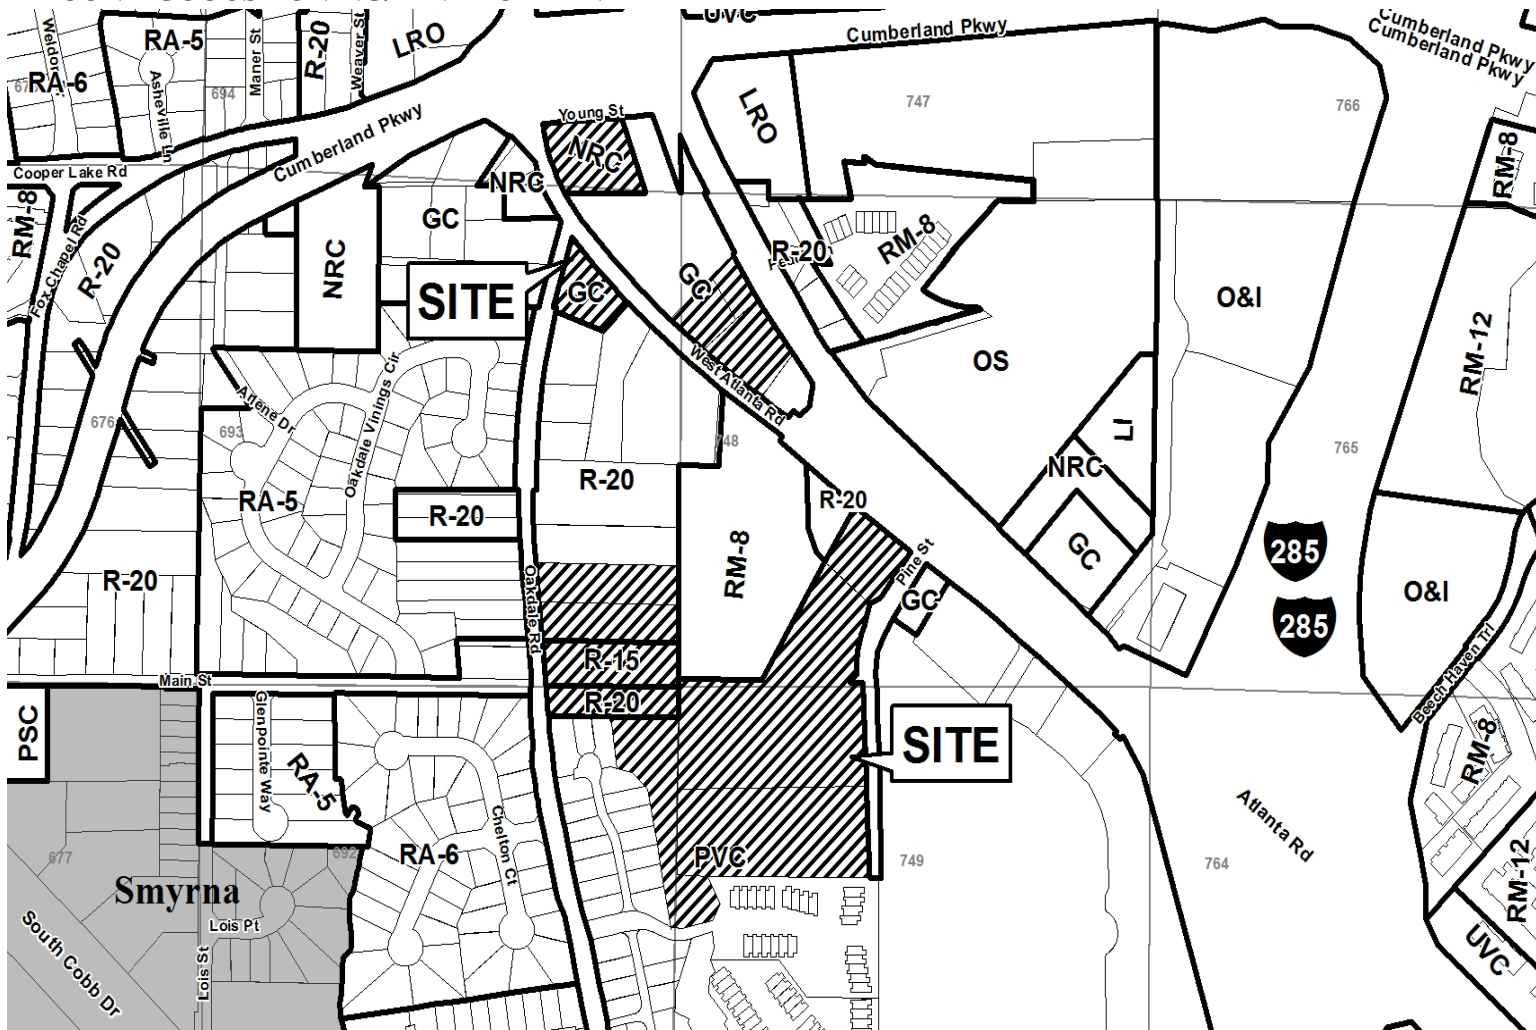 UVC
Cumberland Pkwy
Cumberland Pkwy
Cumberland Pkwy
RA-5
R-20
LRO
Maner St
Weaver St
RA-6
Asheville Ln
694
747
766
Young St
LRO
Cumberland Pkwy
NRC
RM-8
Cooper Lake Rd
NRC
RM-8
GC
R-20
RM-8
Fox Chapel Rd
R-20
NRC
GC
GC
SITE
O&I
RM-12
West Atlanta Rd
OS
Arlene Dr
Oakdale Vinings Cir
676
693
748
LI
765
NRC
R-20
RA-5
R-20
R-20
RM-8
GC
285
Pine St
R-20
Oakdale Rd
GC
O&I
285
R-15
Main St
R-20
Beech Haven Trl
PSC
Glenpointe Way
SITE
RM-8
RA-5
Chelton Ct
Atlanta Rd
677
692
RA-6
PVC
749
764
RM-12
Smyrna
Lois Pt
South Cobb Dr
Lois St
UVC